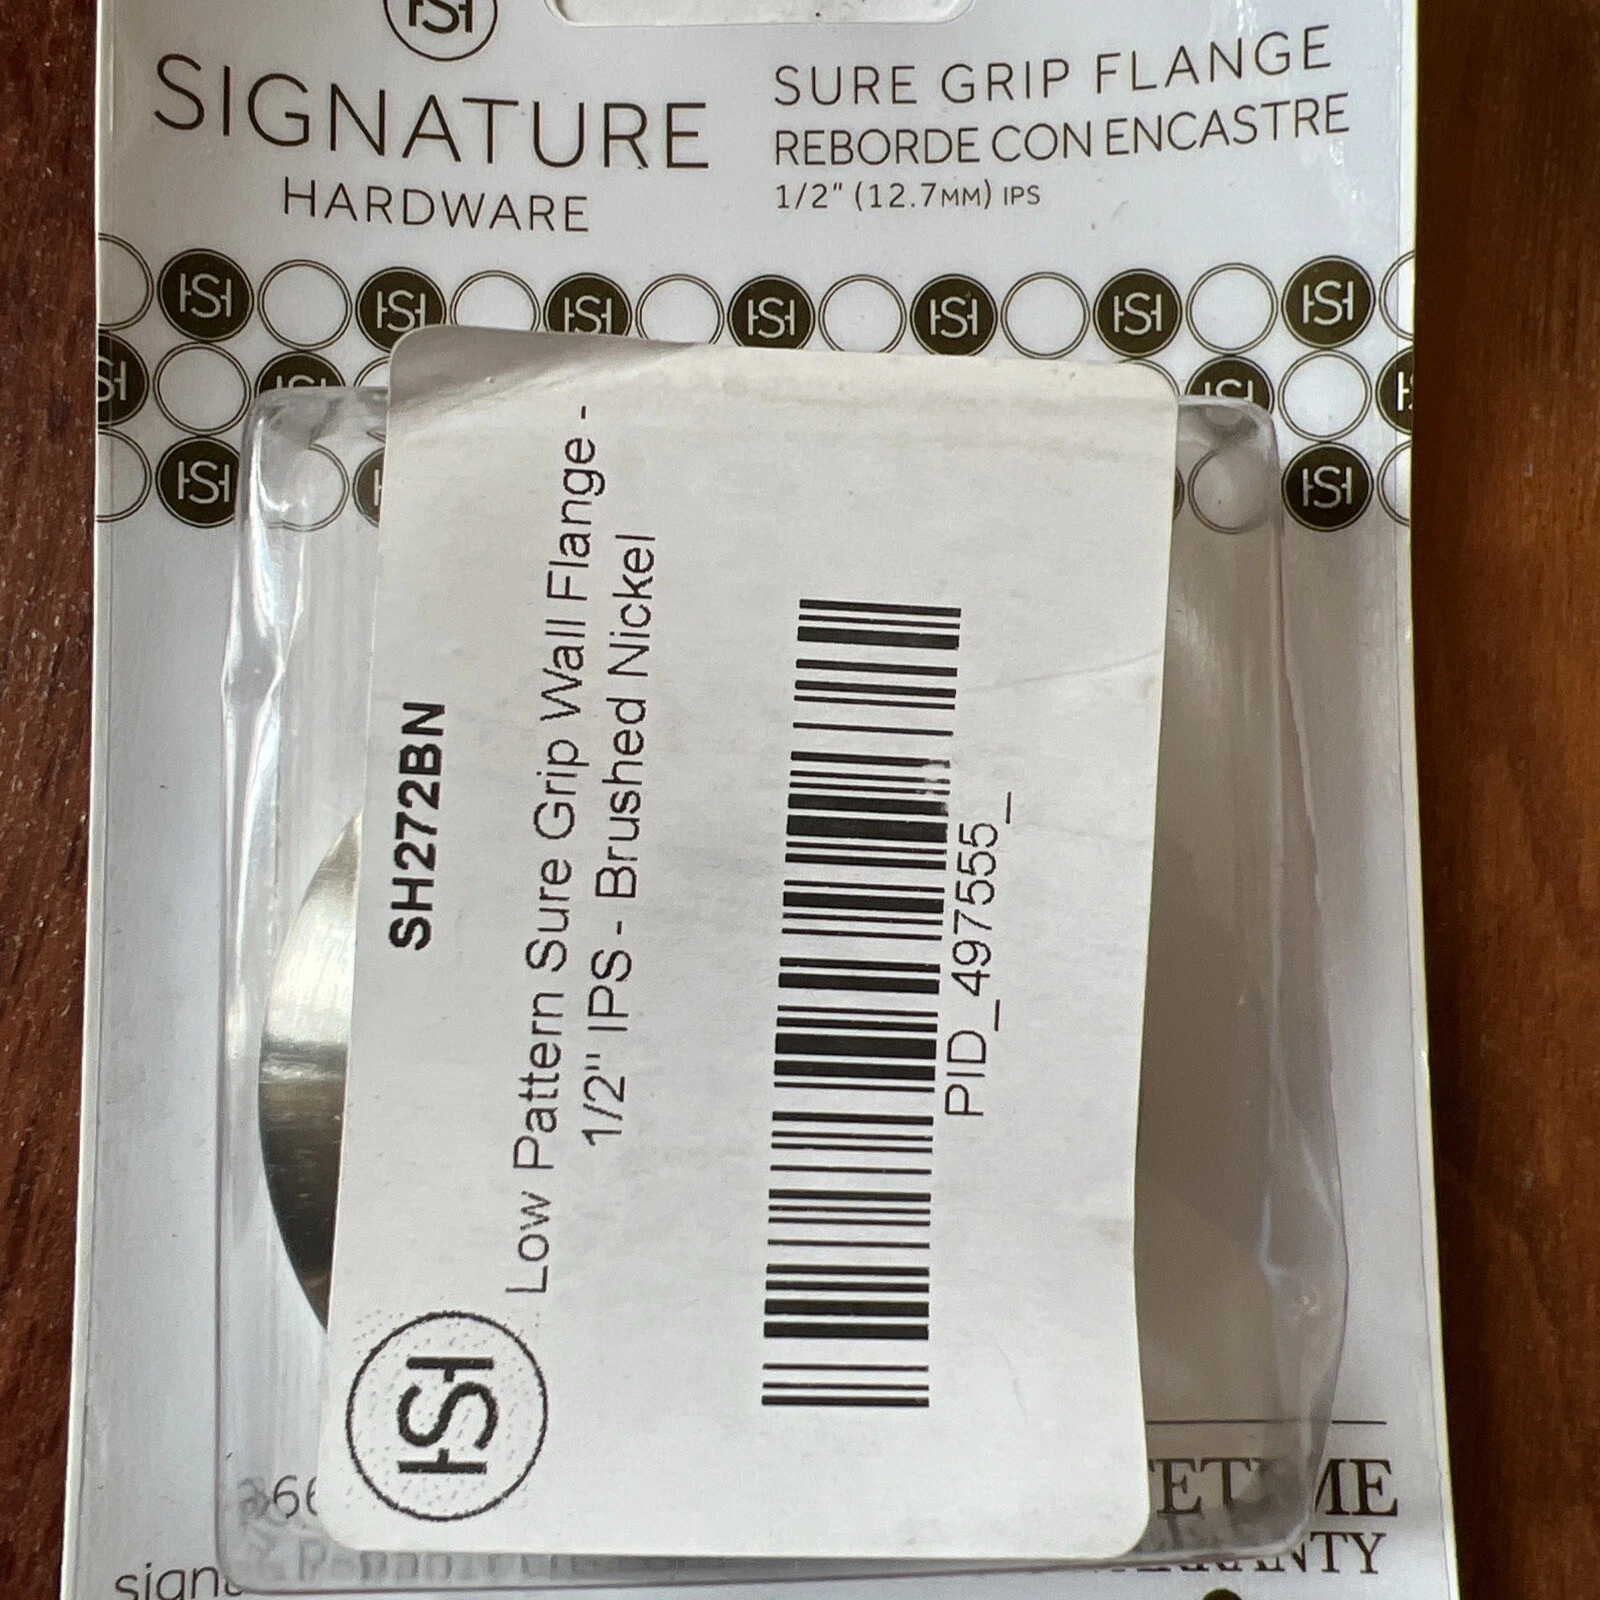 SIGNATURE
HARDWARE
SURE GRIP FLANGE
REBORDE CON ENCASTRE
1/2" (12.7MM) IPS
SH272BN
Low Pattern Sure Grip Wall Flange -
1/2" IPS - Brushed Nickel
PID_497555_